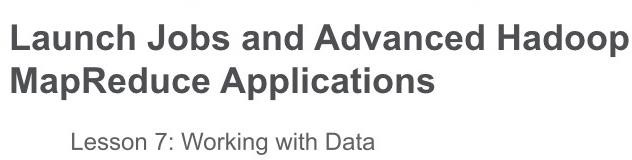 Launch Jobs and Advanced Hadoop
MapReduce Applications
Lesson 7: Working with Data